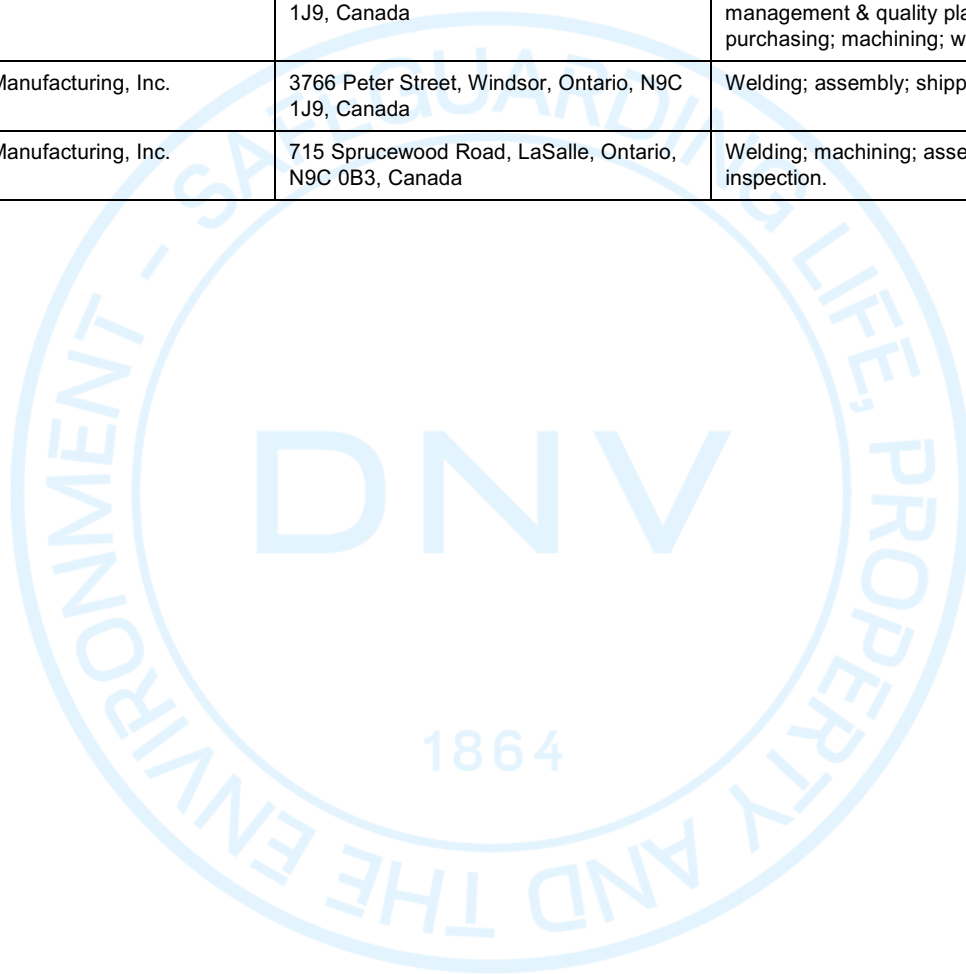 1J9, Canada
management & quality pla
purchasing; machining; w
Manufacturing, Inc.
3766 Peter Street, Windsor, Ontario, N9C
1J9, Canada
Welding; assembly; shipp
Manufacturing, Inc.
715 Sprucewood Road, LaSalle, Ontario,
N9C 0B3, Canada
Welding; machining; asse
inspection.
SAFEGUARDING LIFE, PROPERTY AND THE ENVIRONMENT -
DNV
1864